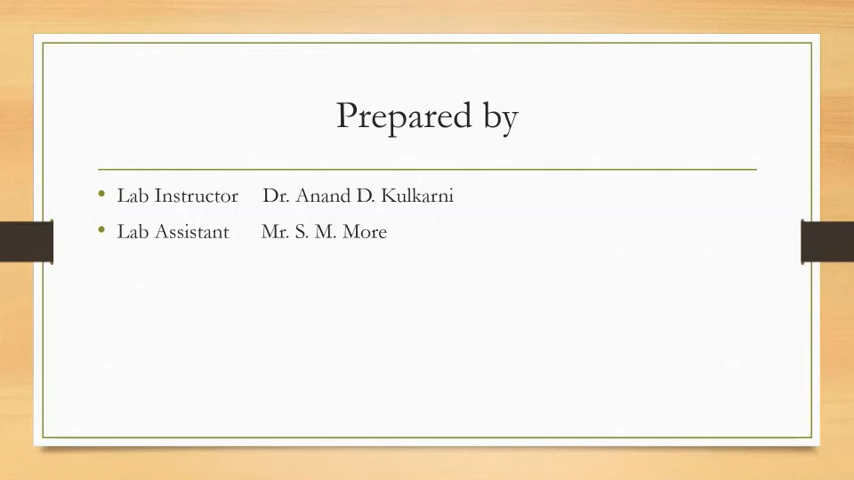 Prepared by
• Lab Instructor Dr. Anand D. Kulkarni
• Lab Assistant Mr. S. M. More